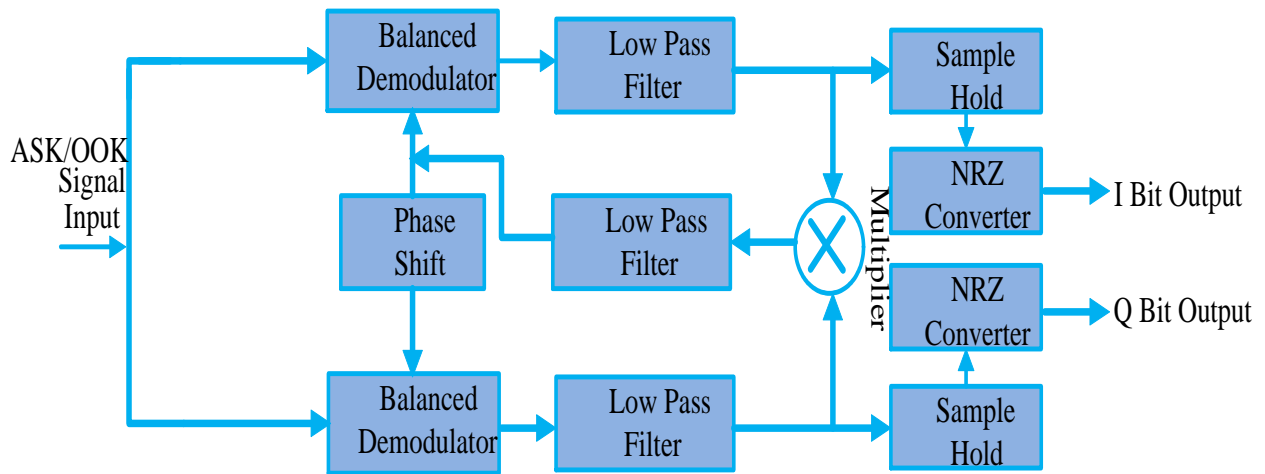 Balanced
Demodulator
Low Pass
Filter
Sample
Hold
ASK/OOK
Signal
Input
Phase
Shift
Low Pass
Filter
Multiplier
NRZ
Converter
I Bit Output
NRZ
Converter
Q Bit Output
Balanced
Demodulator
Low Pass
Filter
Sample
Hold